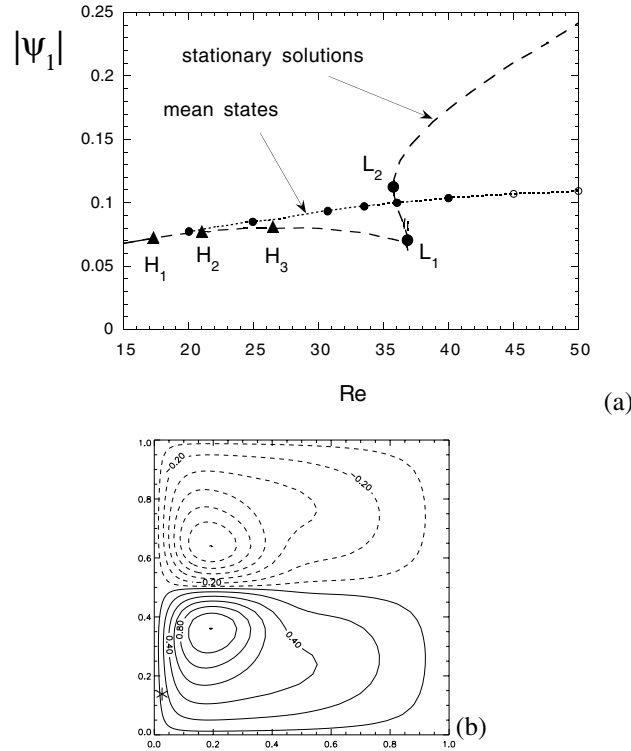 0.25
|ψ₁|
stationary solutions
0.2
mean states
0.15
L₂
0.1
H₁ H₂ H₃ L₁
0.05
0
15 20 25 30 35 40 45 50
Re
(a)
1.0
-0.20 -0.20
0.8
0.6
-0.20
0.4
0.80
0.40 0.40
0.2
0.0
0.0 0.2 0.4 0.6 0.8 1.0
(b)